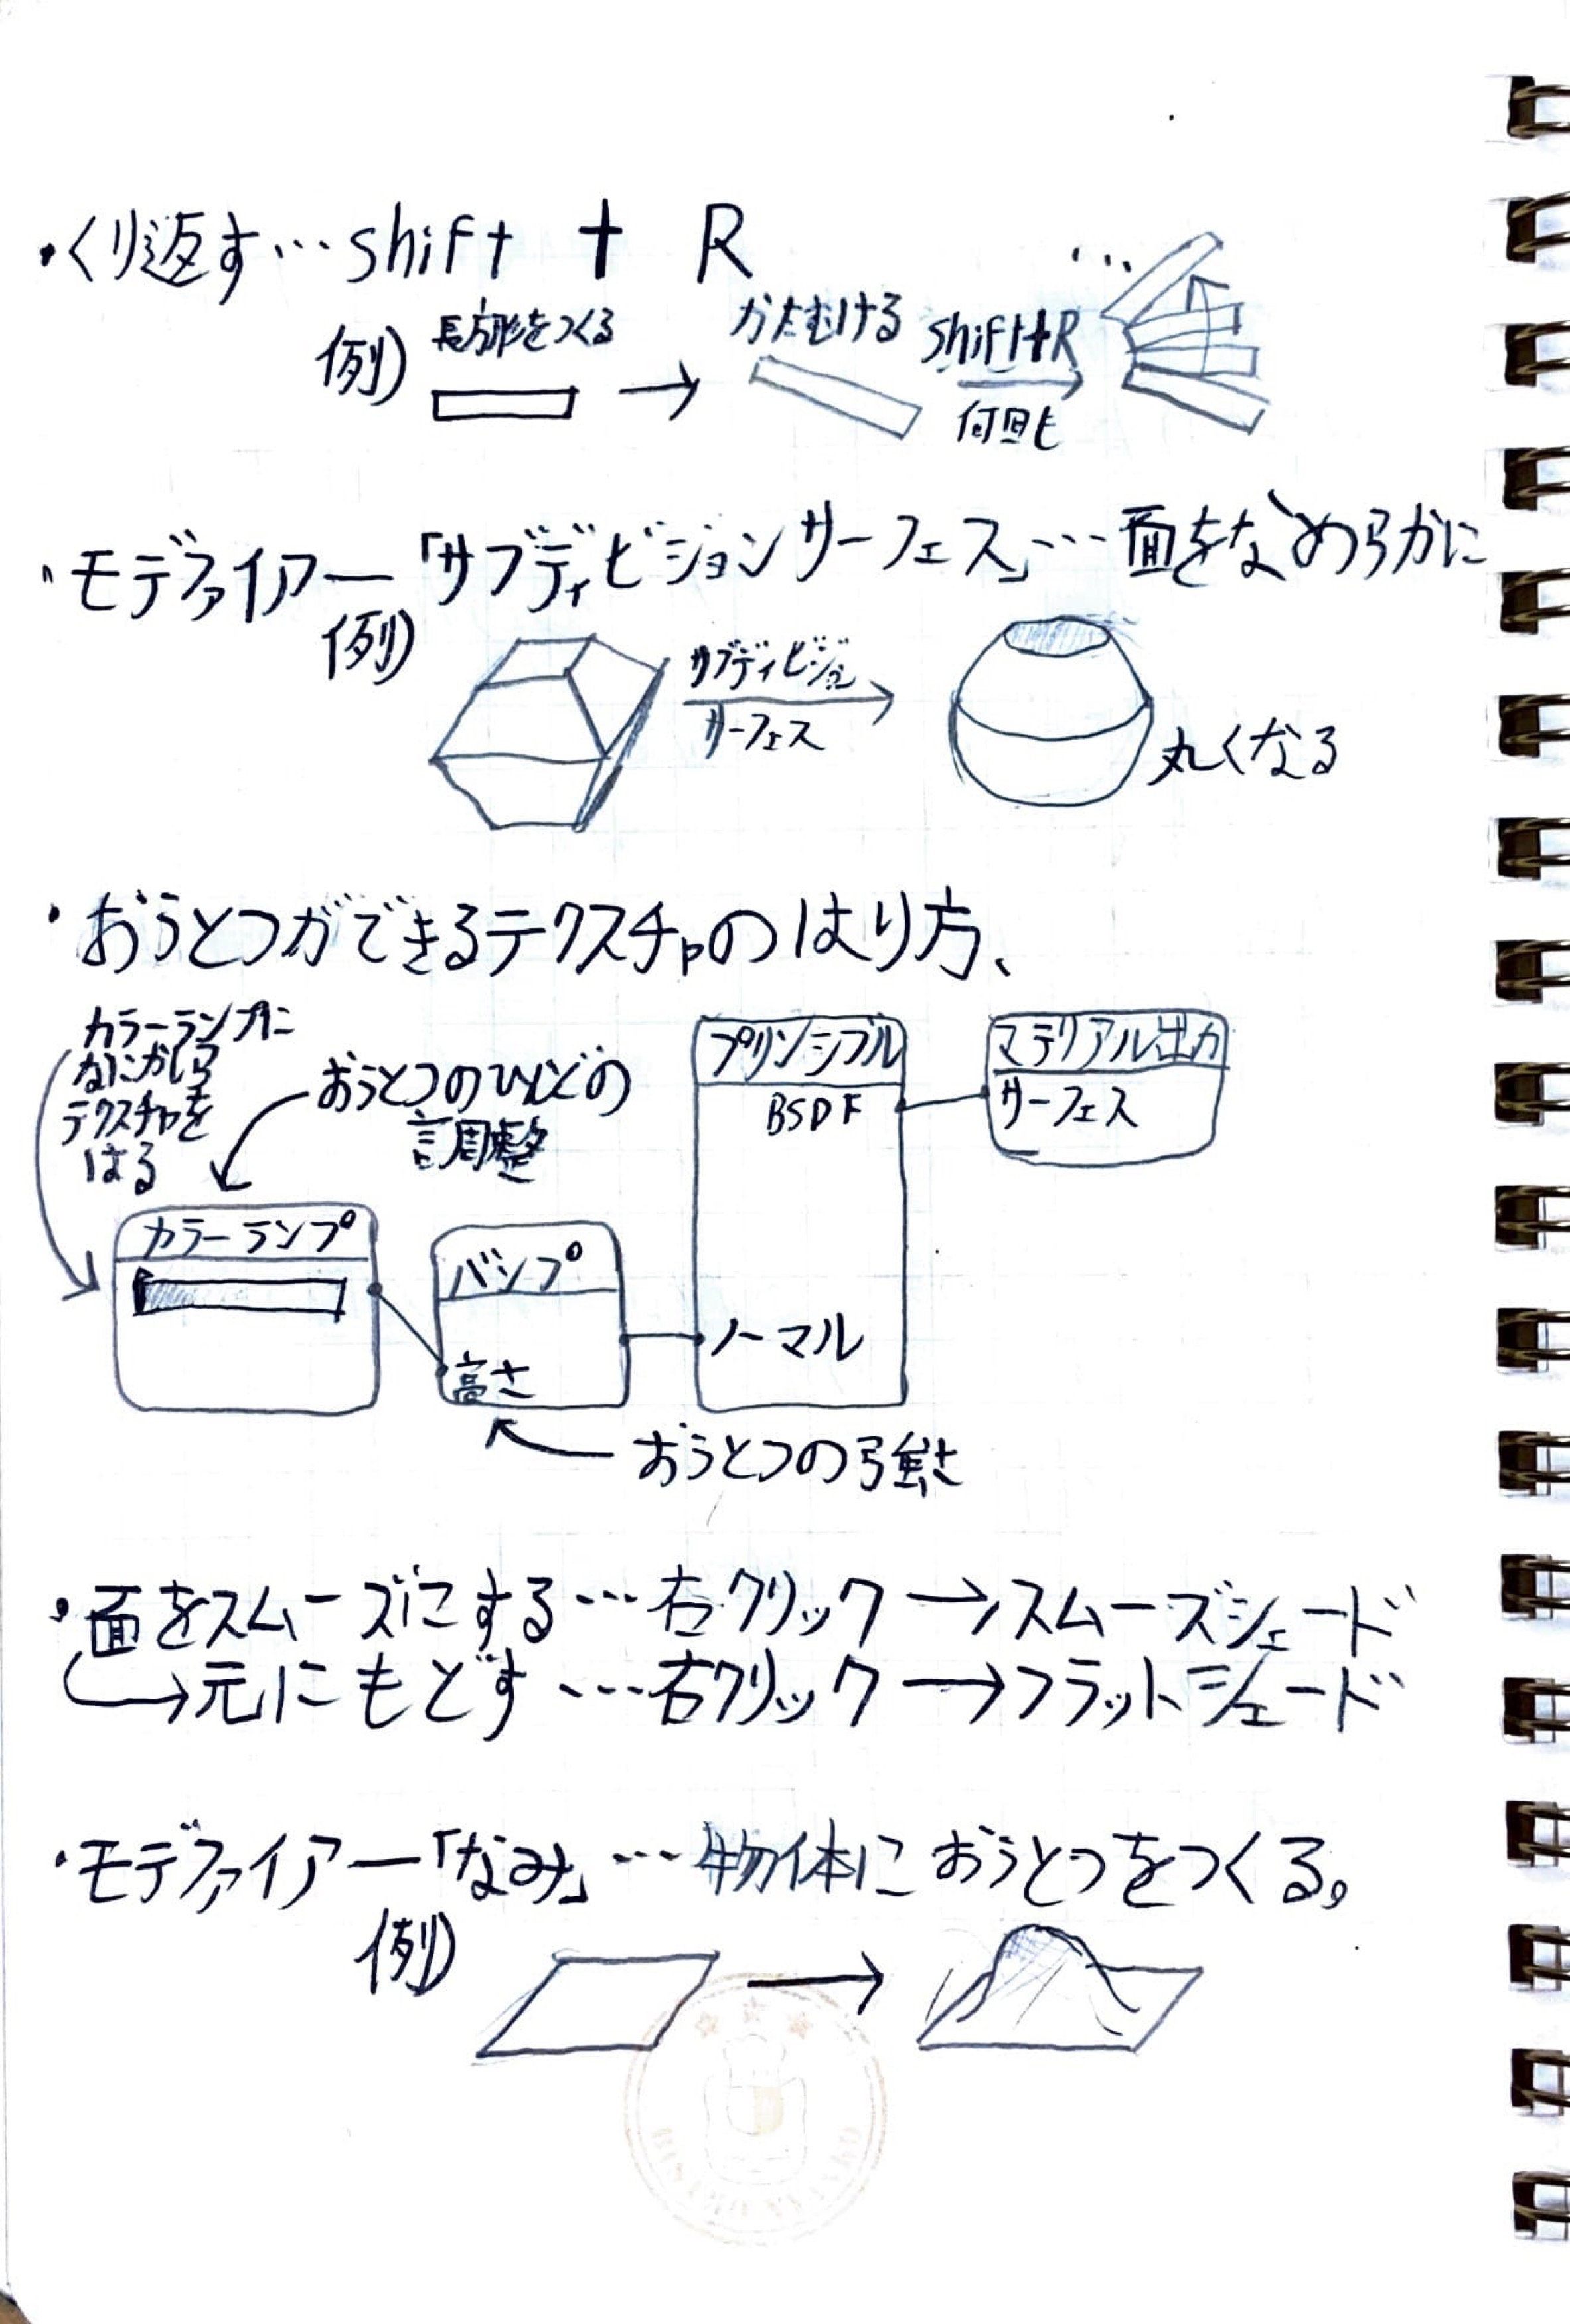 ・くり返す…shift + R
例) 長方形をつくる → かたむける shift+R 何回も …
・モディファイアー「サブディビジョンサーフェス」…面をなめらかに
例) サブディビジョン サーフェス 丸くなる
・おうとつができるテクスチャのはり方、
カラーランプに
なにかしら
テクスチャを
はる
おうとつのひんどの
調整
プリンシプル
BSDF
マテリアル出力
サーフェス
カラーランプ
バンプ
高さ
ノーマル
おうとつの強さ
・面をスムーズにする…右クリック→スムーズシェード
→元にもどす…右クリック→フラットシェード
・モデファイアー「なみ」…物体におうとつをつくる。
例) →